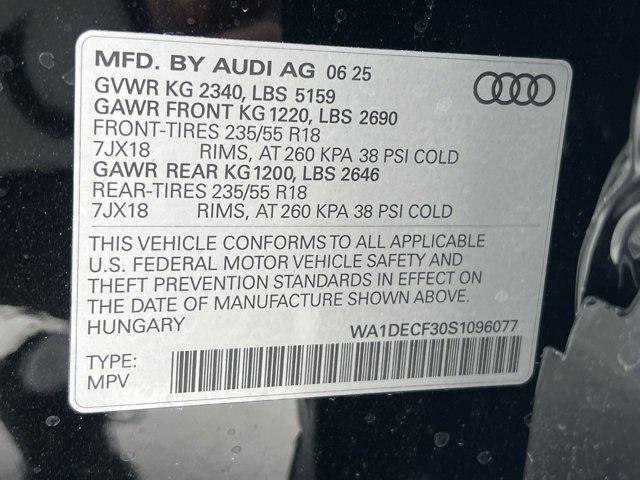 MFD. BY AUDI AG 06 25
GVWR KG 2340, LBS 5159
GAWR FRONT KG 1220, LBS 2690
FRONT-TIRES 235/55 R18
7JX18 RIMS, AT 260 KPA 38 PSI COLD
GAWR REAR KG 1200, LBS 2646
REAR-TIRES 235/55 R18
7JX18 RIMS, AT 260 KPA 38 PSI COLD
THIS VEHICLE CONFORMS TO ALL APPLICABLE
U.S. FEDERAL MOTOR VEHICLE SAFETY AND
THEFT PREVENTION STANDARDS IN EFFECT ON
THE DATE OF MANUFACTURE SHOWN ABOVE.
HUNGARY WA1DECF30S1096077
TYPE:
MPV